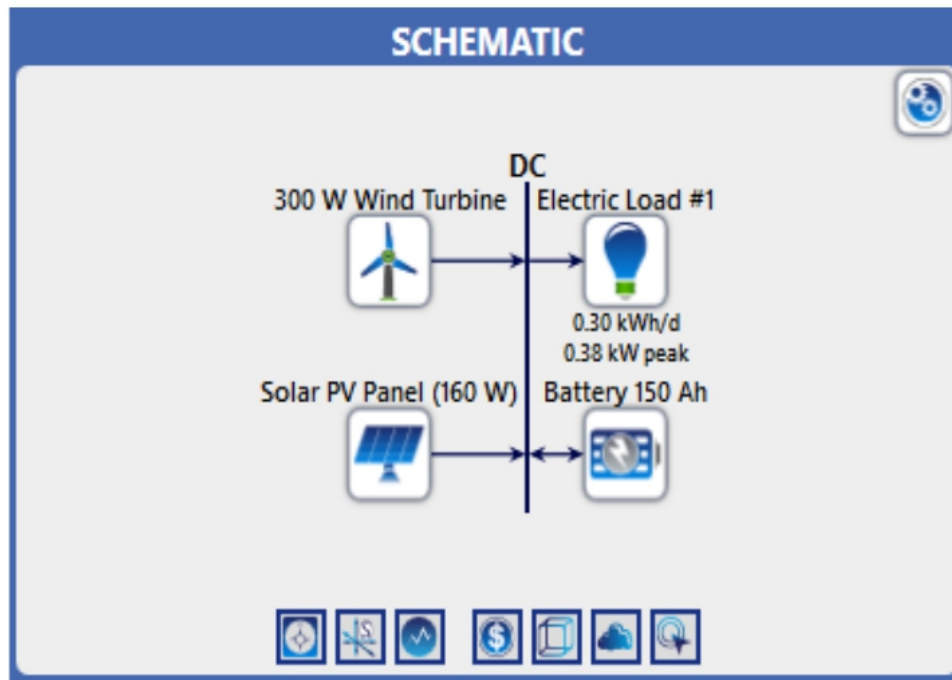 SCHEMATIC
DC
300 W Wind Turbine
Electric Load #1
0.30 kWh/d
0.38 kW peak
Solar PV Panel (160 W)
Battery 150 Ah
S
$